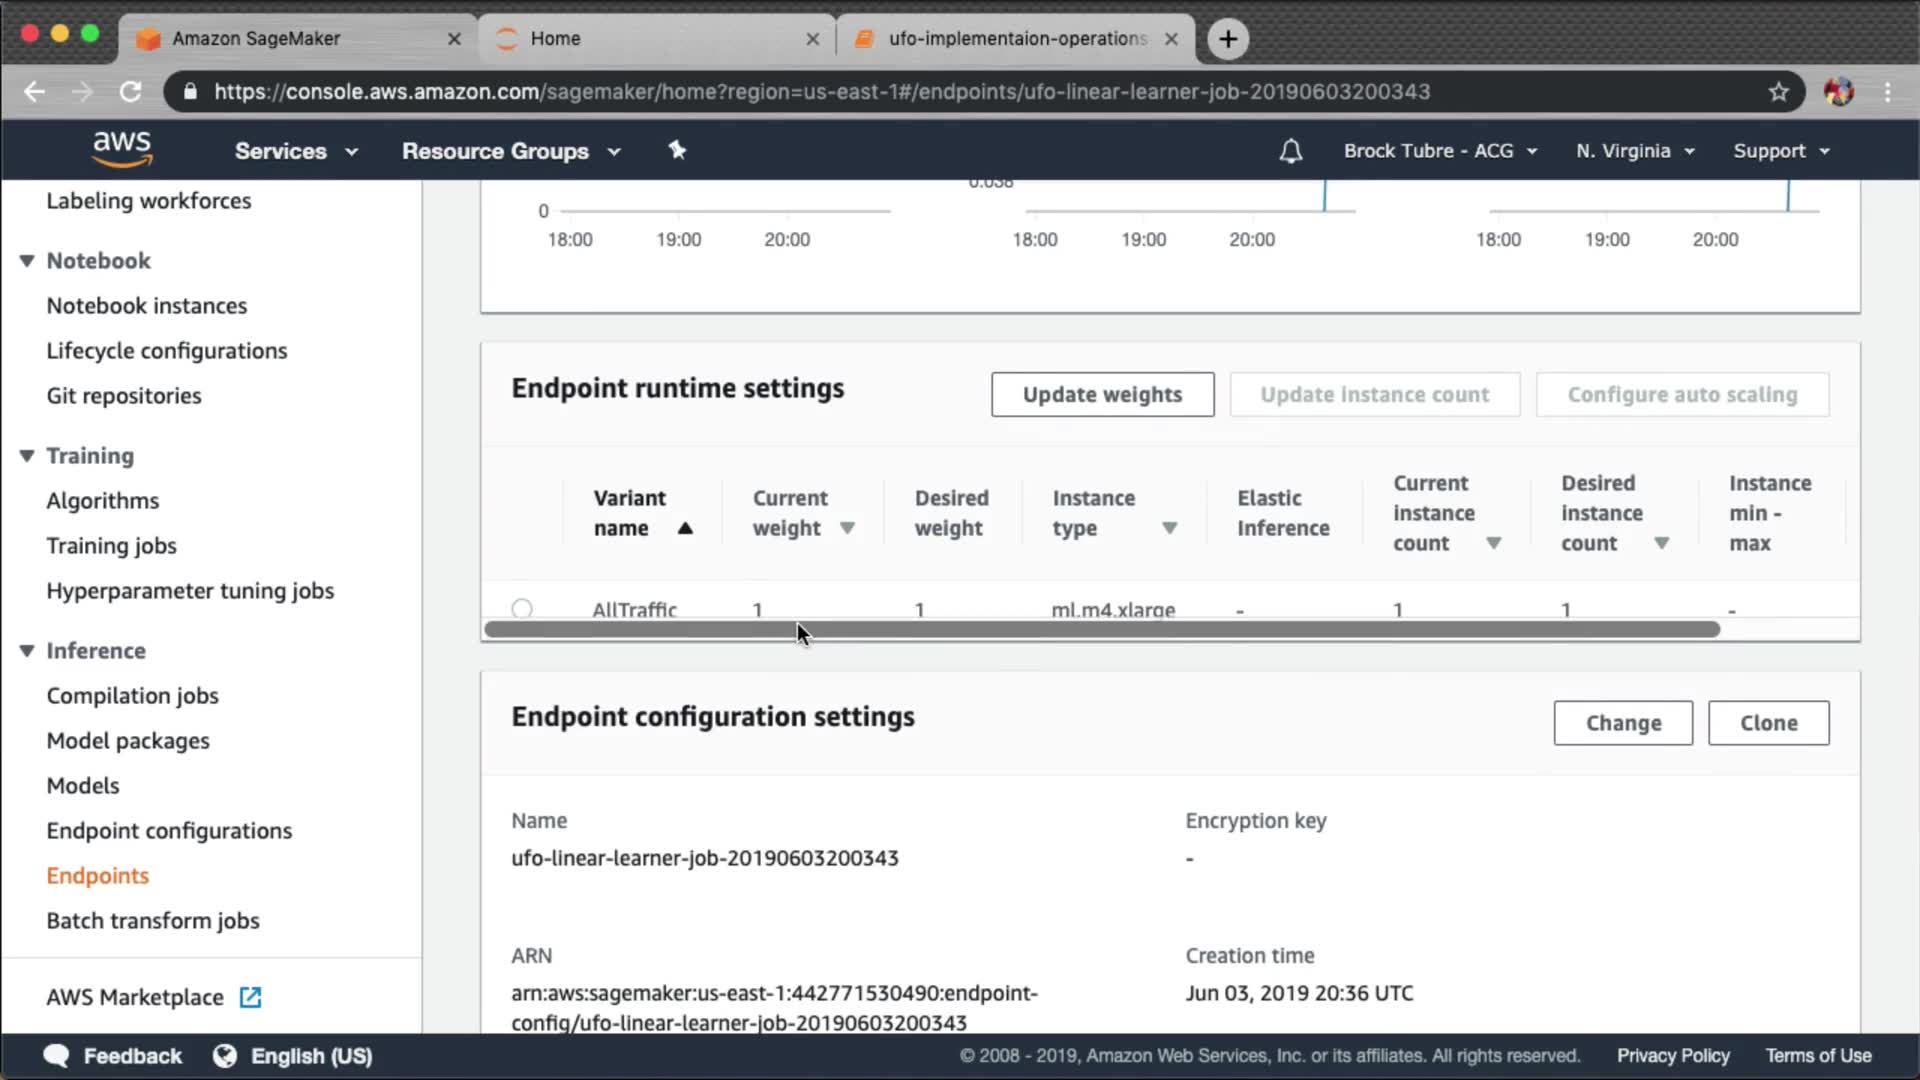 Amazon SageMaker
Home
ufo-implementaion-operations
https://console.aws.amazon.com/sagemaker/home?region=us-east-1#/endpoints/ufo-linear-learner-job-20190603200343
aws
Services
Resource Groups
Brock Tubre - ACG
N. Virginia
Support
Labeling workforces
Notebook
Notebook instances
Lifecycle configurations
Git repositories
Training
Algorithms
Training jobs
Hyperparameter tuning jobs
Inference
Compilation jobs
Model packages
Models
Endpoint configurations
Endpoints
Batch transform jobs
AWS Marketplace
0.038
0
18:00 19:00 20:00
18:00 19:00 20:00
18:00 19:00 20:00
Endpoint runtime settings
Update weights
Update instance count
Configure auto scaling
Variant name
Current weight
Desired weight
Instance type
Elastic Inference
Current instance count
Desired instance count
Instance min - max
AllTraffic 1 1 ml.m4.xlarge - 1 1 -
Endpoint configuration settings
Change
Clone
Name
ufo-linear-learner-job-20190603200343
Encryption key
-
ARN
arn:aws:sagemaker:us-east-1:442771530490:endpoint-
config/ufo-linear-learner-job-20190603200343
Creation time
Jun 03, 2019 20:36 UTC
Feedback
English (US)
© 2008 - 2019, Amazon Web Services, Inc. or its affiliates. All rights reserved.
Privacy Policy
Terms of Use